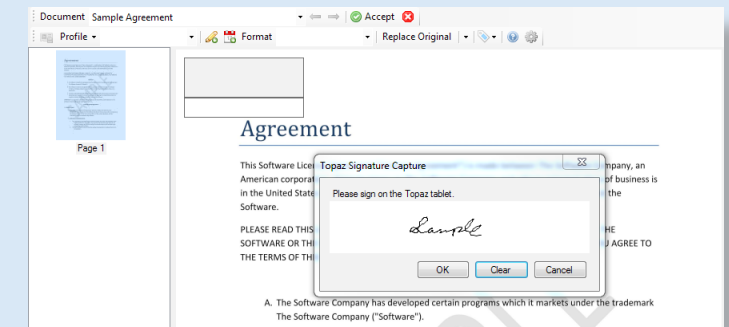 Document Sample Agreement Accept
Profile Format Replace Original
Page 1
Agreement
This Software Lice mpany, an
American corporat of business is
in the United State the
Software.
PLEASE READ THIS HE
SOFTWARE OR TH U AGREE TO
THE TERMS OF TH
Topaz Signature Capture
Please sign on the Topaz tablet.
Sample
OK Clear Cancel
A. The Software Company has developed certain programs which it markets under the trademark
The Software Company ("Software").